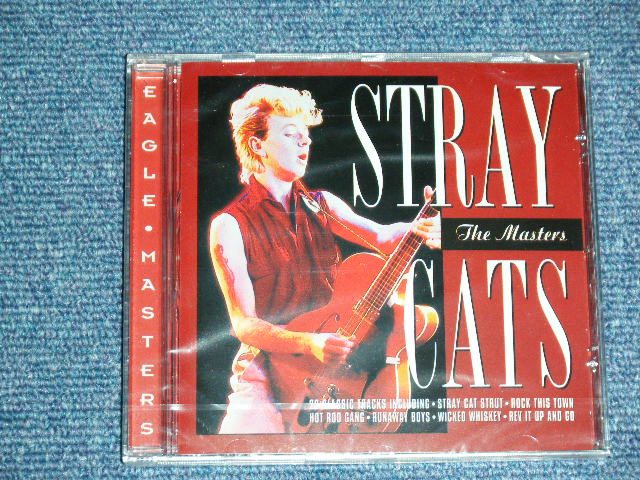 EAGLE • MASTERS
STRAY
The Masters
CATS
20 CLASSIC TRACKS INCLUDING • STRAY CAT STRUT • ROCK THIS TOWN
HOT ROD GANG • RUNAWAY BOYS • WICKED WHISKEY • REV IT UP AND GO